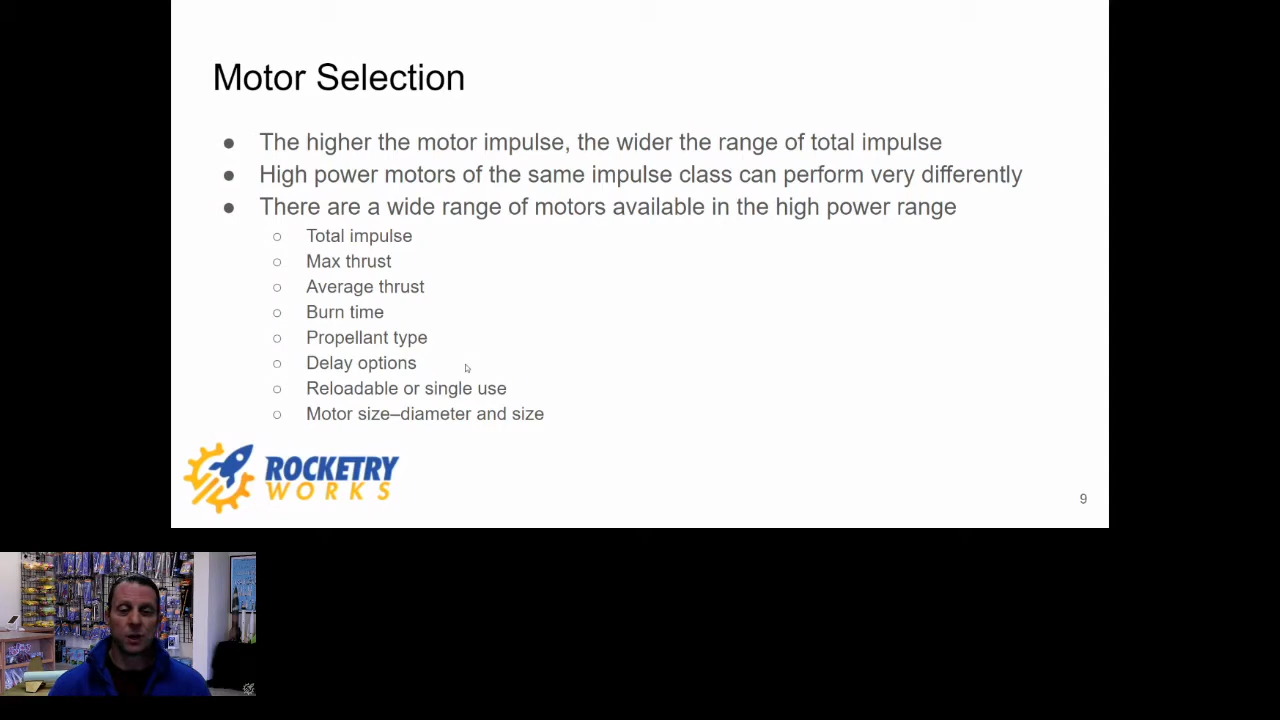 Motor Selection
● The higher the motor impulse, the wider the range of total impulse
● High power motors of the same impulse class can perform very differently
● There are a wide range of motors available in the high power range
○ Total impulse
○ Max thrust
○ Average thrust
○ Burn time
○ Propellant type
○ Delay options
○ Reloadable or single use
○ Motor size–diameter and size
ROCKETRY
WORKS
9